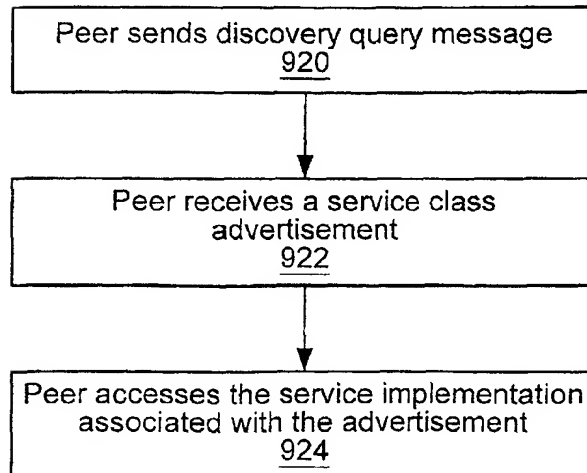 Peer sends discovery query message
920
Peer receives a service class
advertisement
922
Peer accesses the service implementation
associated with the advertisement
924